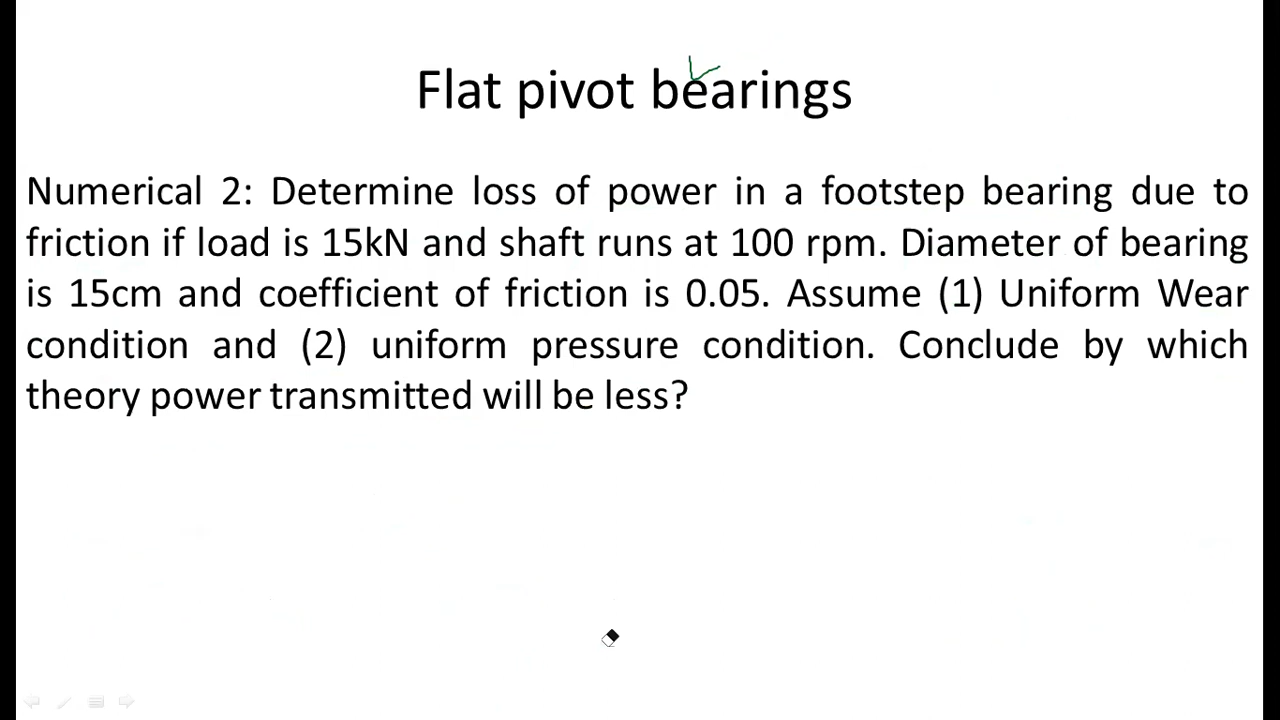 Flat pivot bearings
Numerical 2: Determine loss of power in a footstep bearing due to
friction if load is 15kN and shaft runs at 100 rpm. Diameter of bearing
is 15cm and coefficient of friction is 0.05. Assume (1) Uniform Wear
condition and (2) uniform pressure condition. Conclude by which
theory power transmitted will be less?